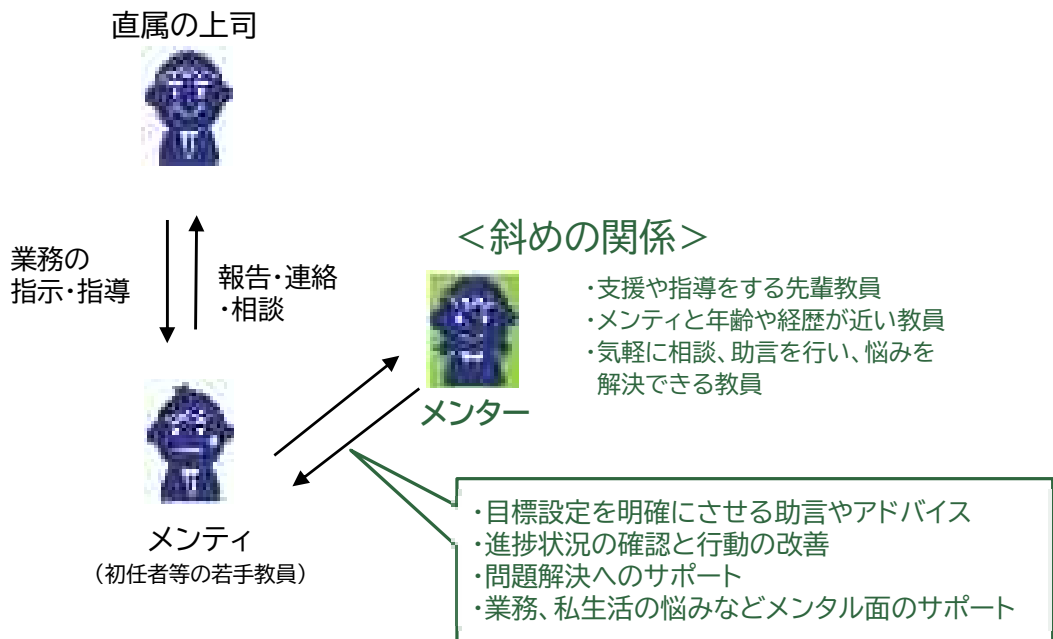 直属の上司
業務の
指示・指導
報告・連絡
・相談
＜斜めの関係＞
・支援や指導をする先輩教員
・メンティと年齢や経歴が近い教員
・気軽に相談、助言を行い、悩みを
解決できる教員
メンター
メンティ
（初任者等の若手教員）
・目標設定を明確にさせる助言やアドバイス
・進捗状況の確認と行動の改善
・問題解決へのサポート
・業務、私生活の悩みなどメンタル面のサポート